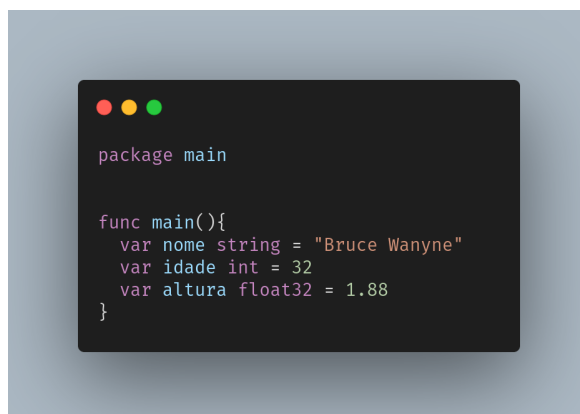 package main
func main(){
var nome string = "Bruce Wanyne"
var idade int = 32
var altura float32 = 1.88
}